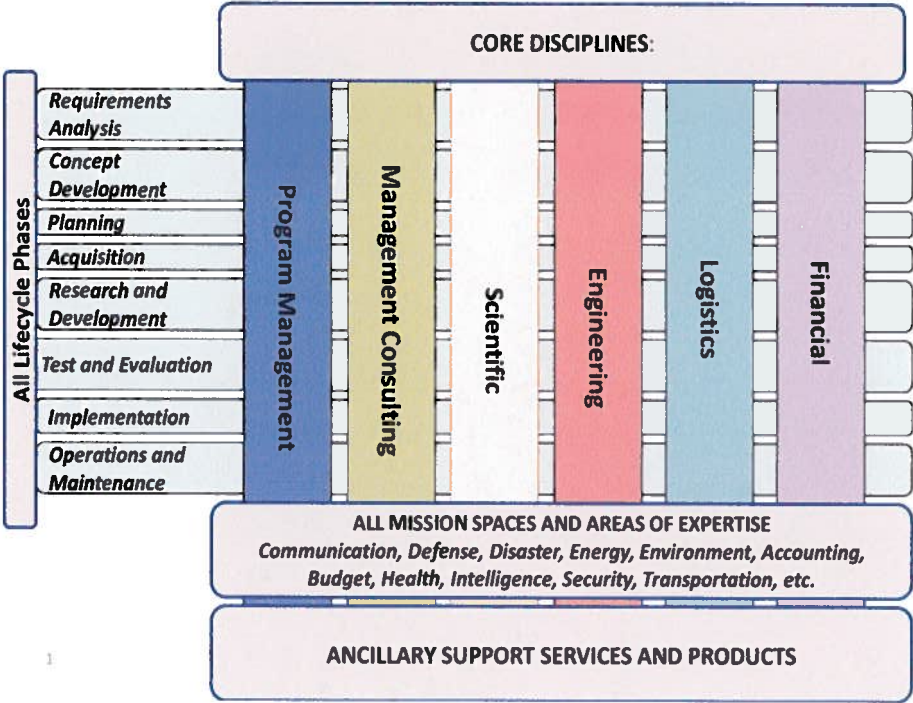 CORE DISCIPLINES:
All Lifecycle Phases
Requirements
Analysis
Concept
Development
Planning
Acquisition
Research and
Development
Test and Evaluation
Implementation
Operations and
Maintenance
Program Management
Management Consulting
Scientific
Engineering
Logistics
Financial
ALL MISSION SPACES AND AREAS OF EXPERTISE
Communication, Defense, Disaster, Energy, Environment, Accounting,
Budget, Health, Intelligence, Security, Transportation, etc.
ANCILLARY SUPPORT SERVICES AND PRODUCTS
1